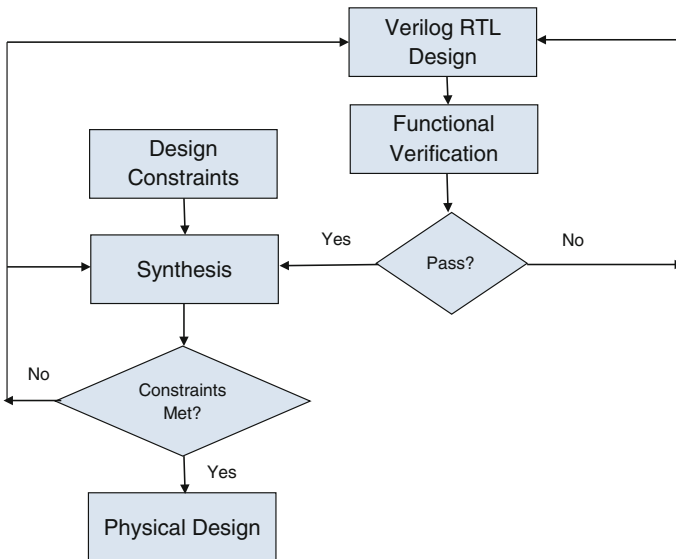 Verilog RTL
Design
Functional
Verification
Design
Constraints
Yes
No
Synthesis
Pass?
No
Constraints
Met?
Yes
Physical Design